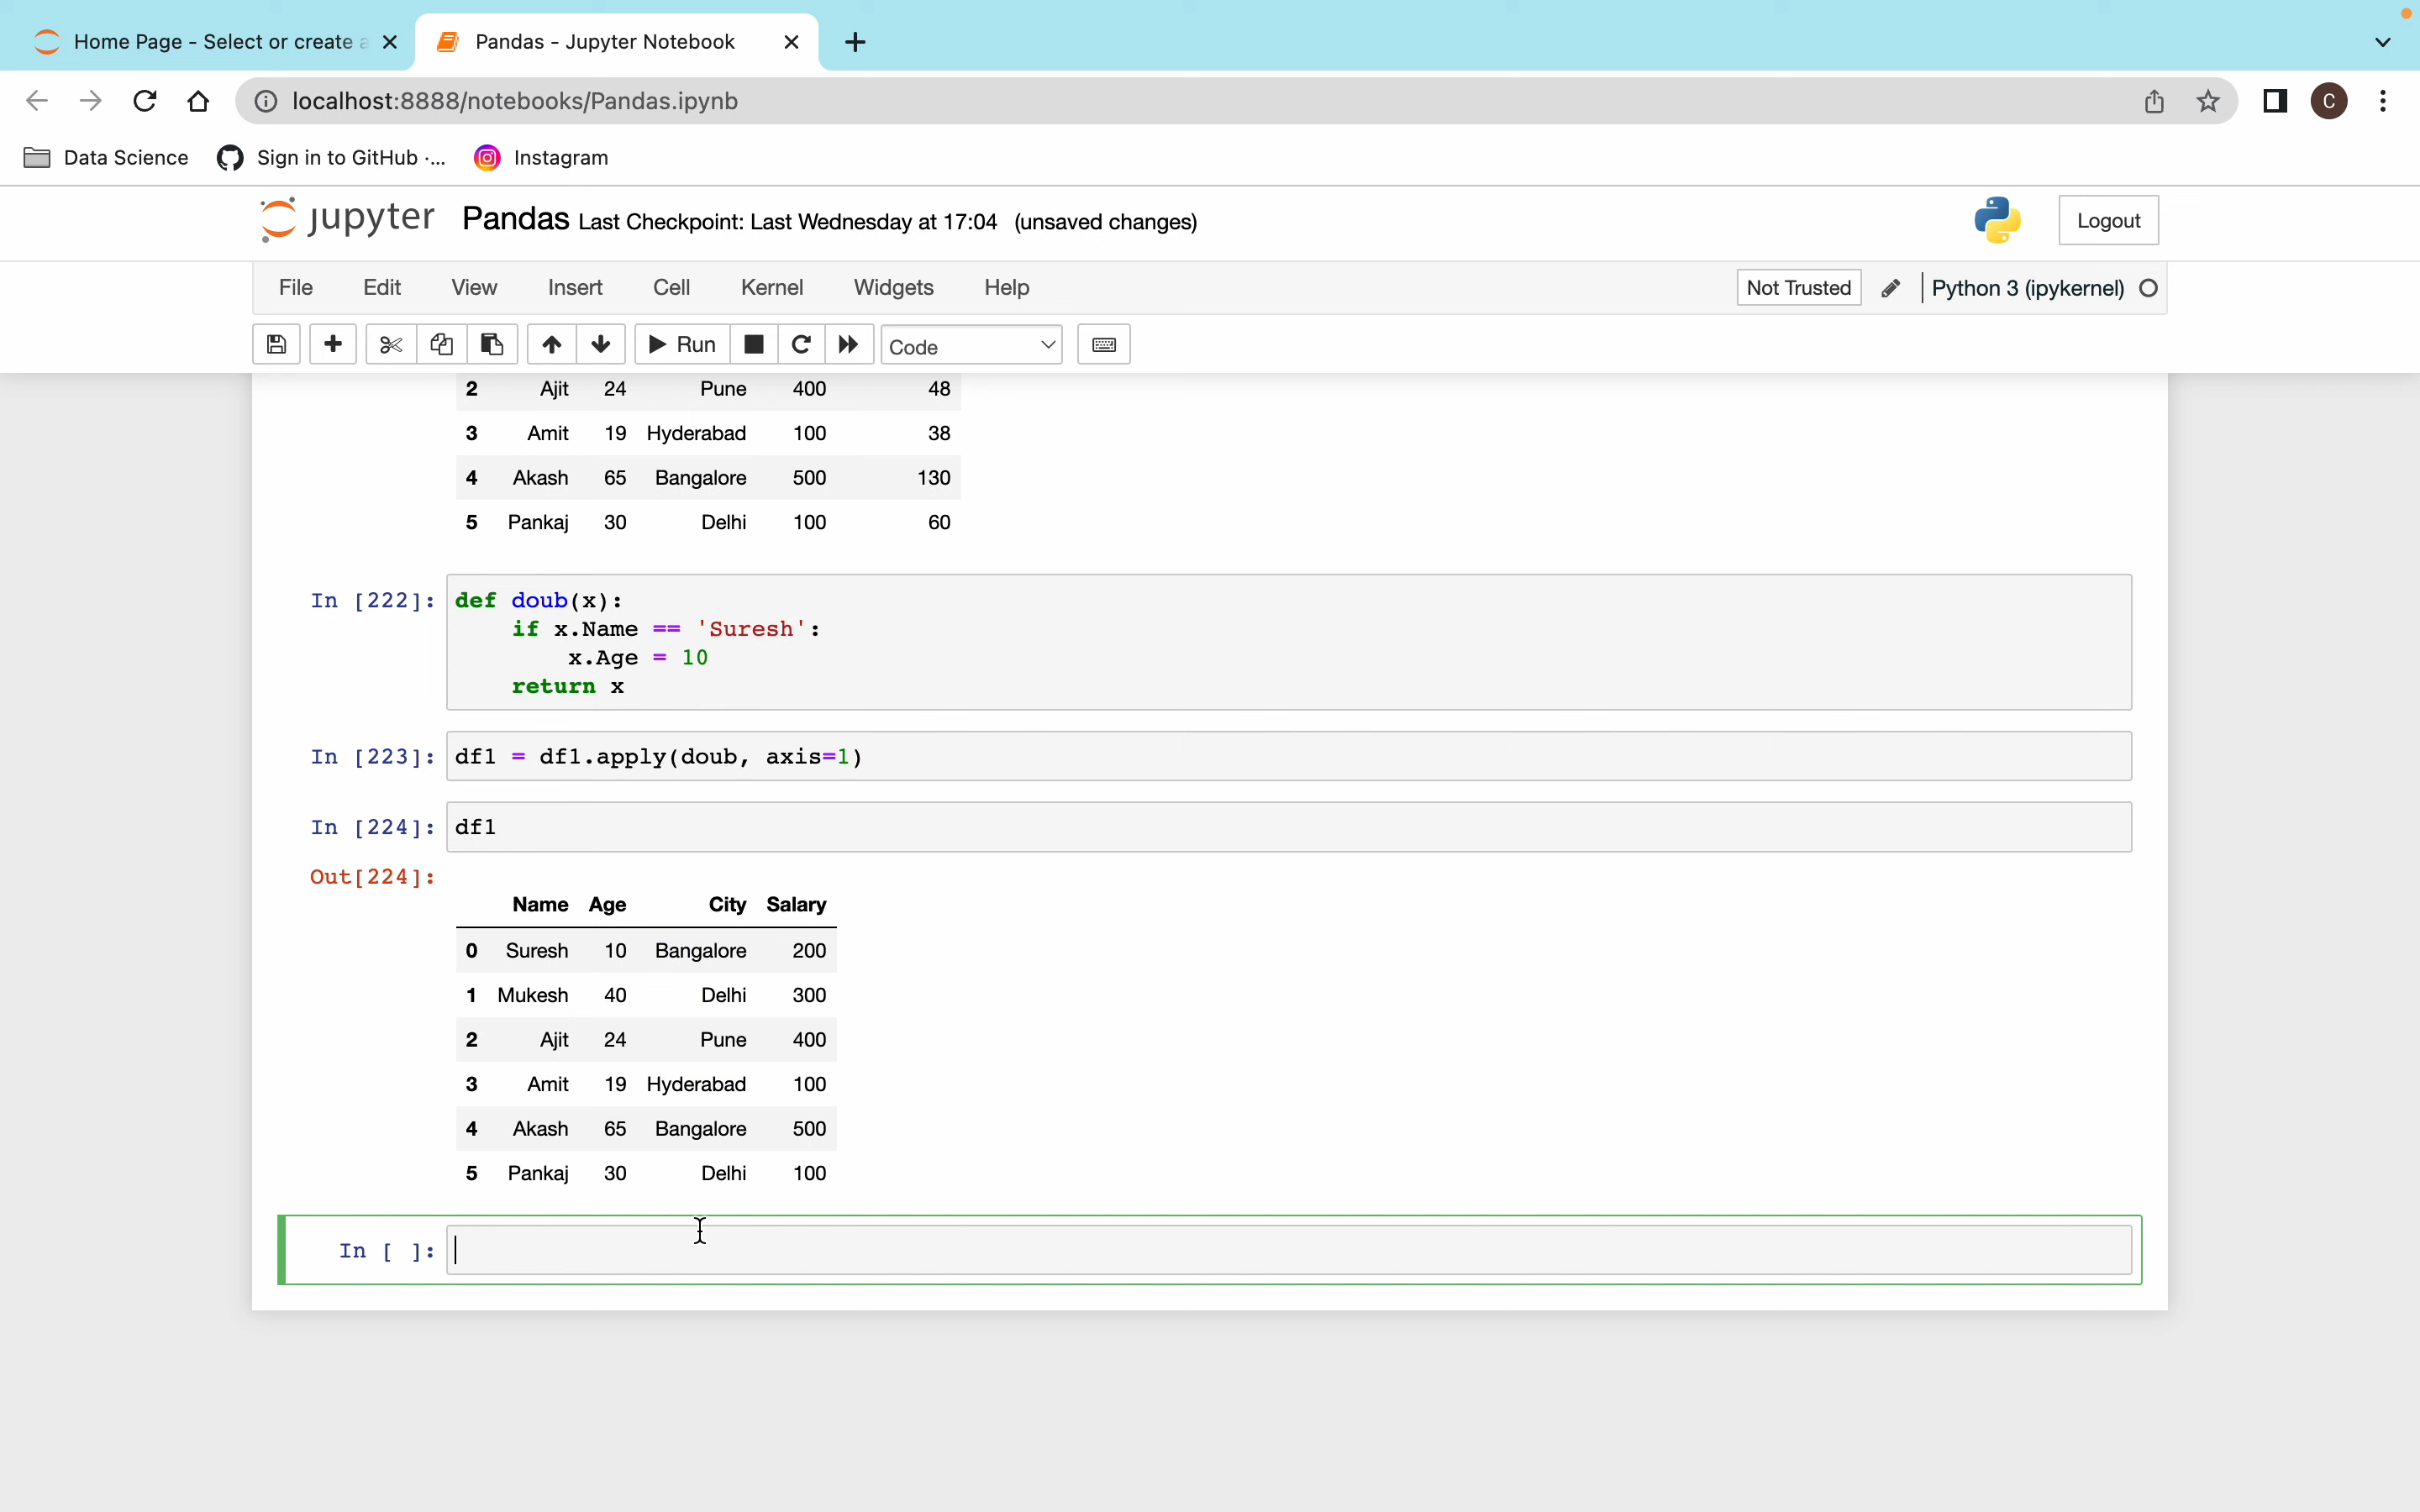 Home Page - Select or create a
Pandas - Jupyter Notebook
localhost:8888/notebooks/Pandas.ipynb
C
Data Science
Sign in to GitHub ·...
Instagram
jupyter Pandas Last Checkpoint: Last Wednesday at 17:04 (unsaved changes)
Logout
File Edit View Insert Cell Kernel Widgets Help
Not Trusted
Python 3 (ipykernel)
Run
Code
2 Ajit 24 Pune 400 48
3 Amit 19 Hyderabad 100 38
4 Akash 65 Bangalore 500 130
5 Pankaj 30 Delhi 100 60
In [222]: def doub(x):
if x.Name == 'Suresh':
x.Age = 10
return x
In [223]: df1 = df1.apply(doub, axis=1)
In [224]: df1
Out[224]:
Name Age City Salary
0 Suresh 10 Bangalore 200
1 Mukesh 40 Delhi 300
2 Ajit 24 Pune 400
3 Amit 19 Hyderabad 100
4 Akash 65 Bangalore 500
5 Pankaj 30 Delhi 100
In [ ]: